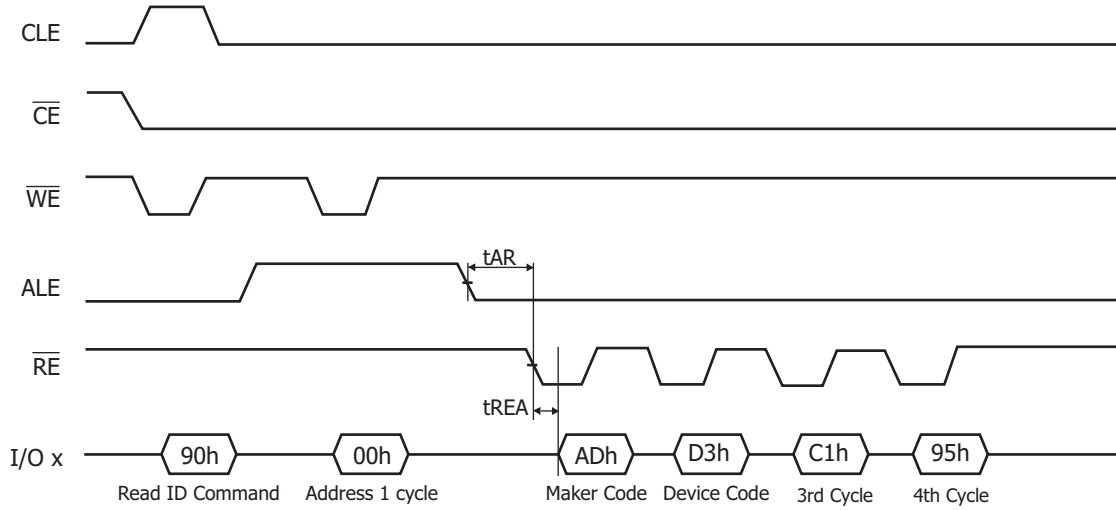 CLE
CE
WE
ALE
tAR
RE
tREA
I/O x
90h
00h
ADh
D3h
C1h
95h
Read ID Command
Address 1 cycle
Maker Code
Device Code
3rd Cycle
4th Cycle